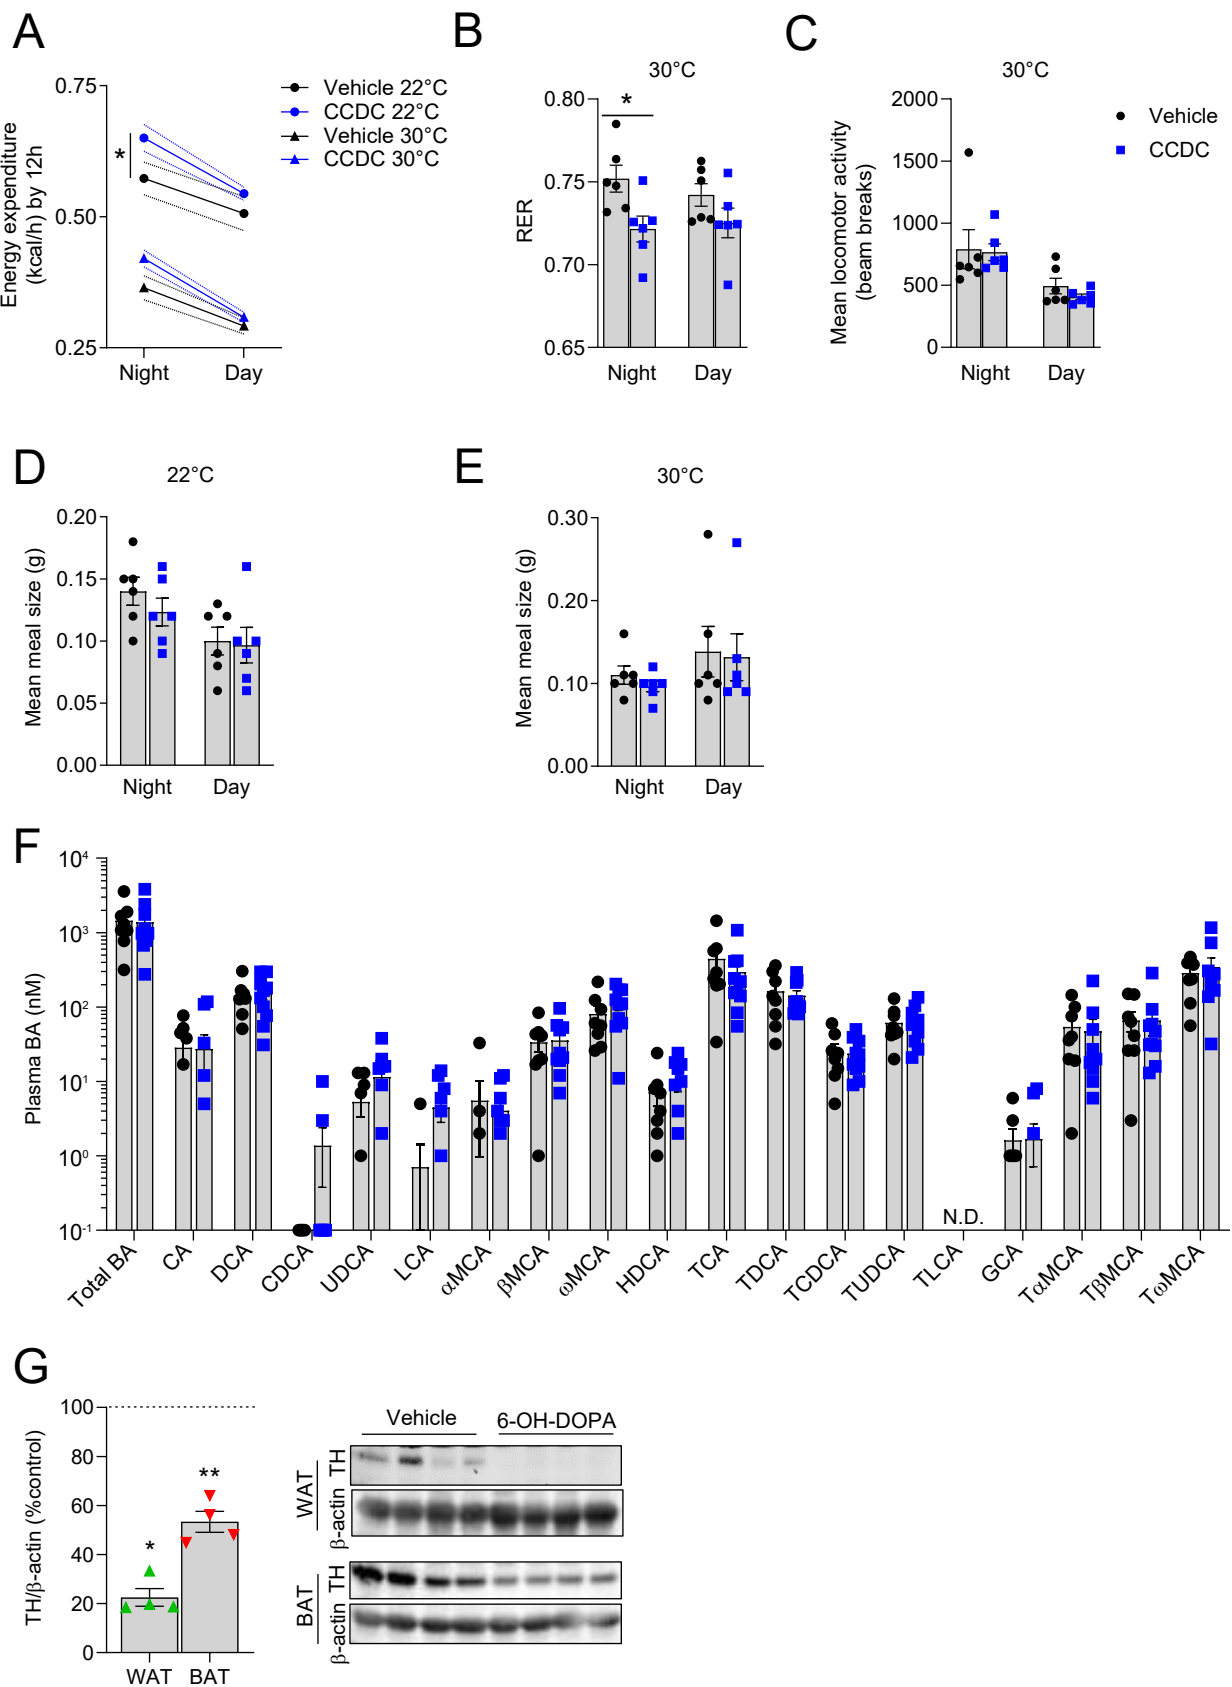 A
Energy expenditure
(kcal/h) by 12h
0.75
0.50
0.25
Night
Day
*
Vehicle 22°C
CCDC 22°C
Vehicle 30°C
CCDC 30°C
B
30°C
RER
0.80
0.75
0.70
0.65
*
Night
Day
C
30°C
Mean locomotor activity
(beam breaks)
2000
1500
1000
500
0
Night
Day
Vehicle
CCDC
D
22°C
Mean meal size (g)
0.20
0.15
0.10
0.05
0.00
Night
Day
E
30°C
Mean meal size (g)
0.30
0.20
0.10
0.00
Night
Day
F
Plasma BA (nM)
10⁴
10³
10²
10¹
10⁰
10⁻¹
N.D.
Total BA
CA
DCA
CDCA
UDCA
LCA
αMCA
βMCA
ωMCA
HDCA
TCA
TDCA
TCDCA
TUDCA
TLCA
GCA
TαMCA
TβMCA
TωMCA
G
TH/β-actin (%control)
100
80
60
40
20
0
*
**
WAT
BAT
Vehicle
6-OH-DOPA
WAT
TH
β-actin
BAT
TH
β-actin